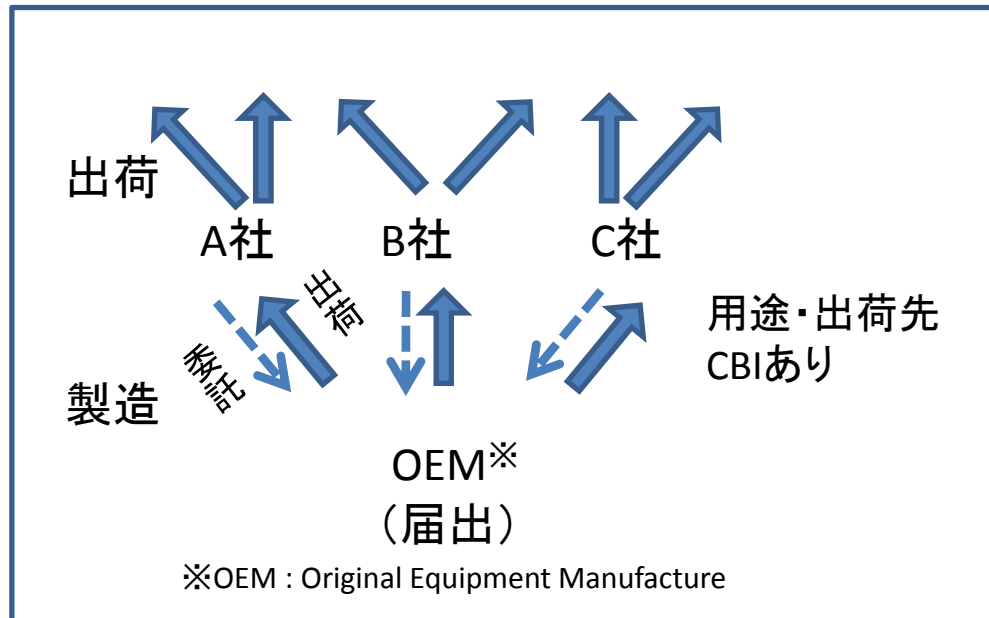 出荷
A社
B社
C社
出荷
委託
用途・出荷先
CBIあり
製造
OEM※
（届出）
※OEM : Original Equipment Manufacture